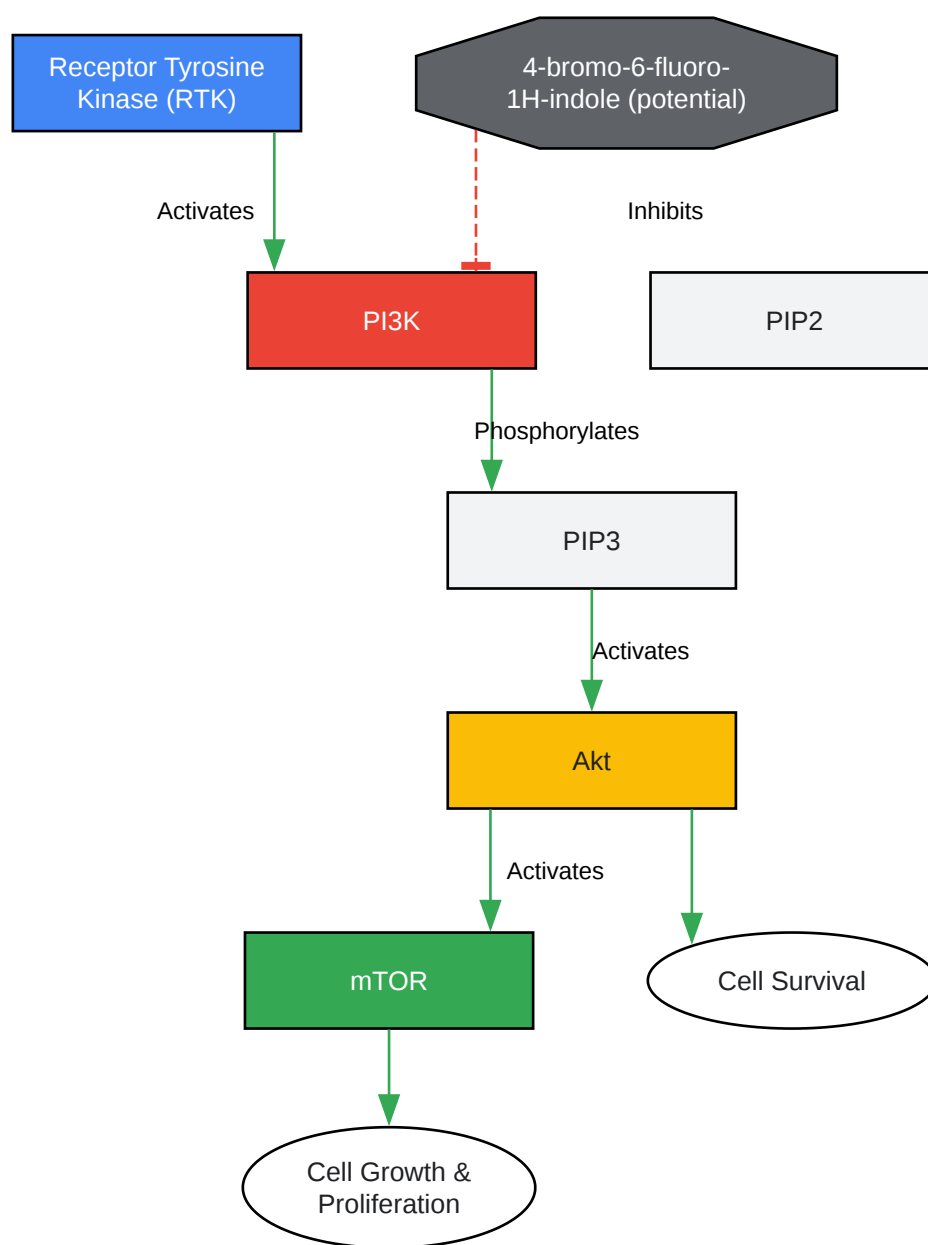 Receptor Tyrosine
Kinase (RTK)
4-bromo-6-fluoro-
1H-indole (potential)
Activates
Inhibits
PI3K
PIP2
Phosphorylates
PIP3
Activates
Akt
Activates
mTOR
Cell Survival
Cell Growth &
Proliferation